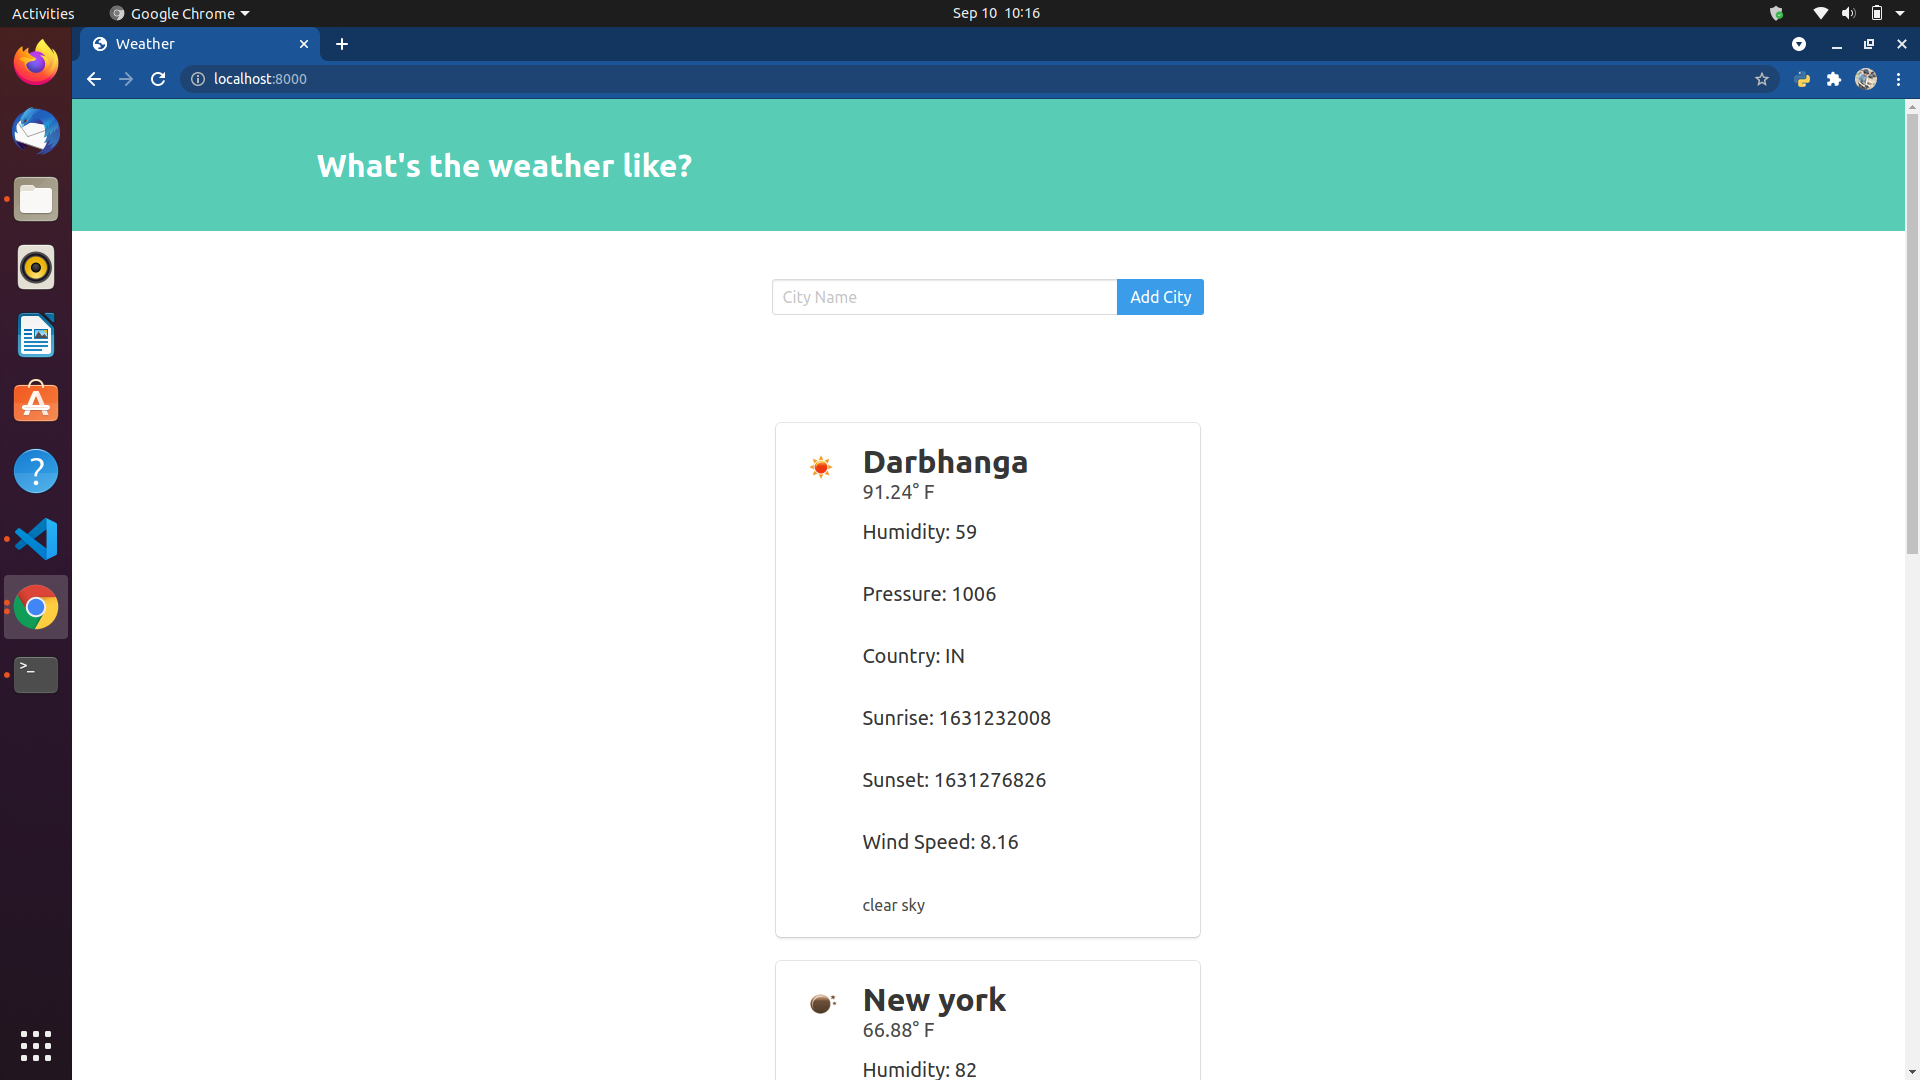 Activities
Google Chrome
Sep 10 10:16
Weather
localhost:8000
What's the weather like?
City Name
Add City
Darbhanga
91.24° F
Humidity: 59
Pressure: 1006
Country: IN
Sunrise: 1631232008
Sunset: 1631276826
Wind Speed: 8.16
clear sky
New york
66.88° F
Humidity: 82